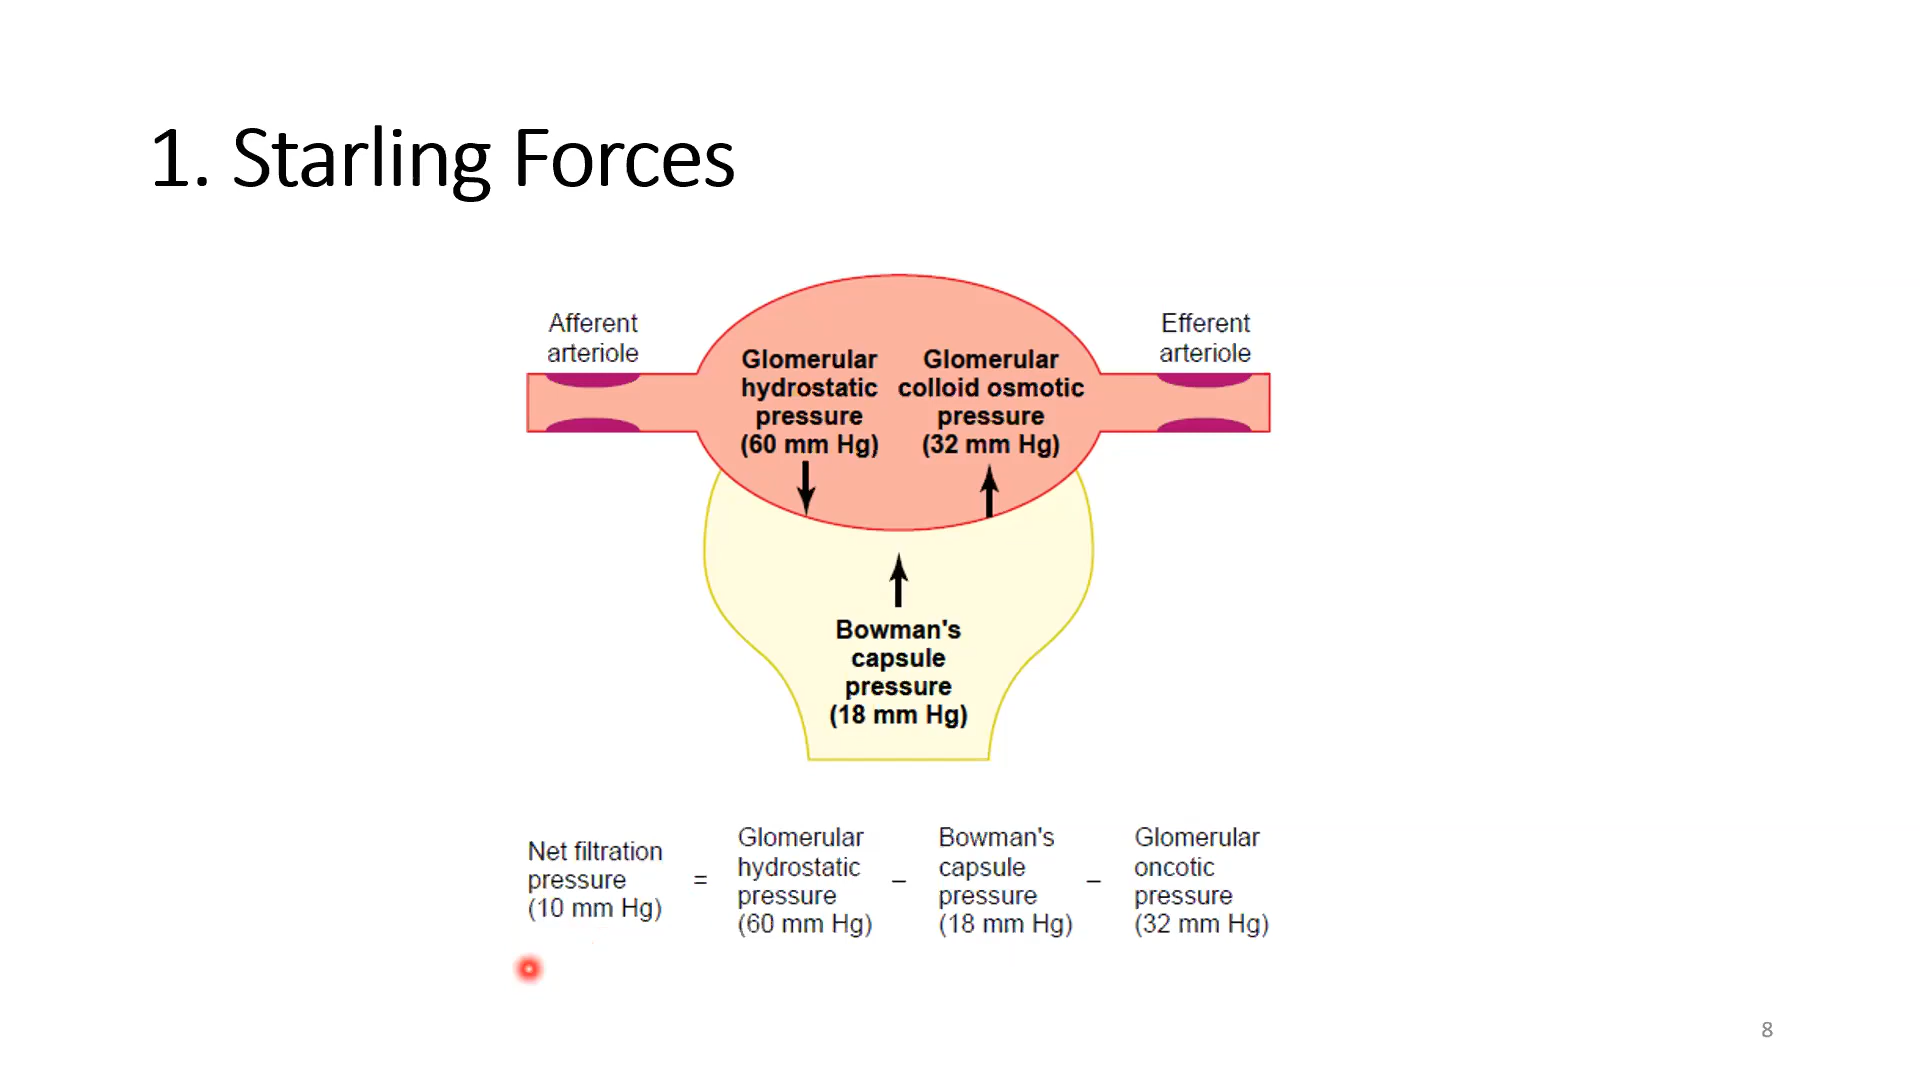 1. Starling Forces
Afferent
arteriole
Efferent
arteriole
Glomerular
hydrostatic
pressure
(60 mm Hg)
Glomerular
colloid osmotic
pressure
(32 mm Hg)
Bowman's
capsule
pressure
(18 mm Hg)
Net filtration
pressure
(10 mm Hg)
=
Glomerular
hydrostatic
pressure
(60 mm Hg)
–
Bowman's
capsule
pressure
(18 mm Hg)
–
Glomerular
oncotic
pressure
(32 mm Hg)
8